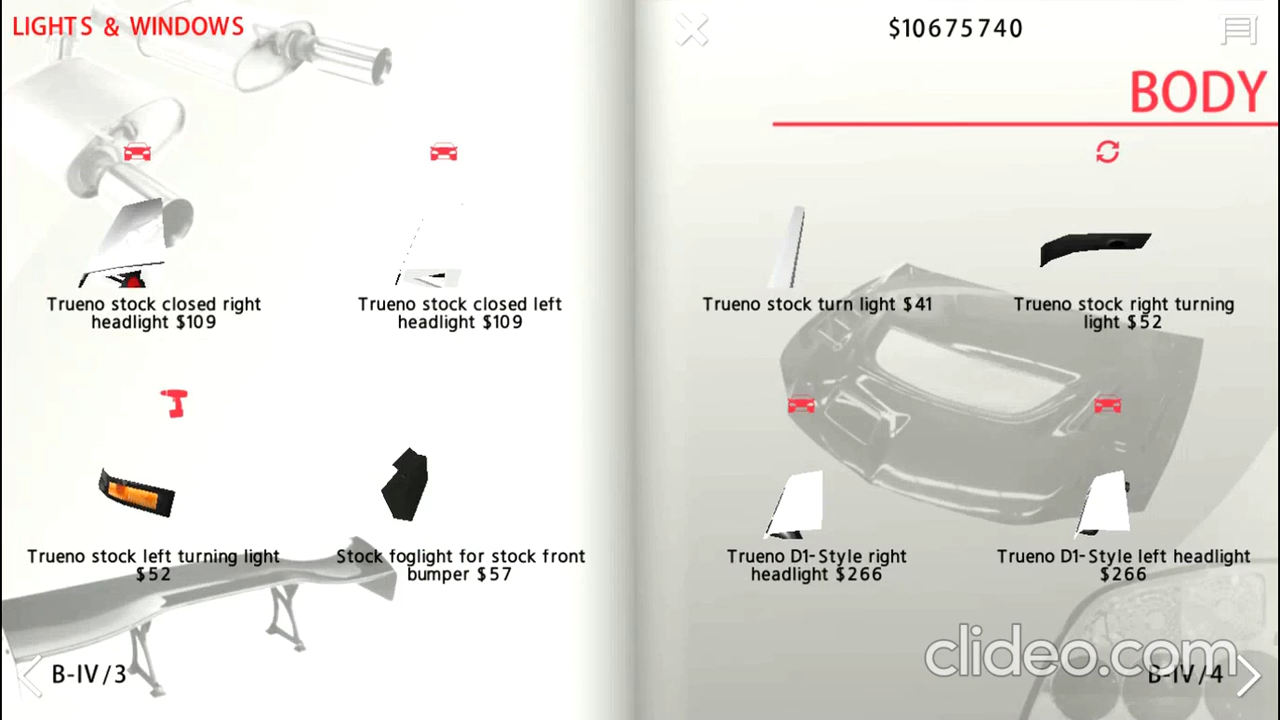 LIGHTS & WINDOWS
$10675740
BODY
Trueno stock closed right
headlight $109
Trueno stock closed left
headlight $109
Trueno stock turn light $41
Trueno stock right turning
light $52
Trueno stock left turning light
$52
Stock foglight for stock front
bumper $57
Trueno D1-Style right
headlight $266
Trueno D1-Style left headlight
$266
clideo.com
B-IV/3
B-IV/4